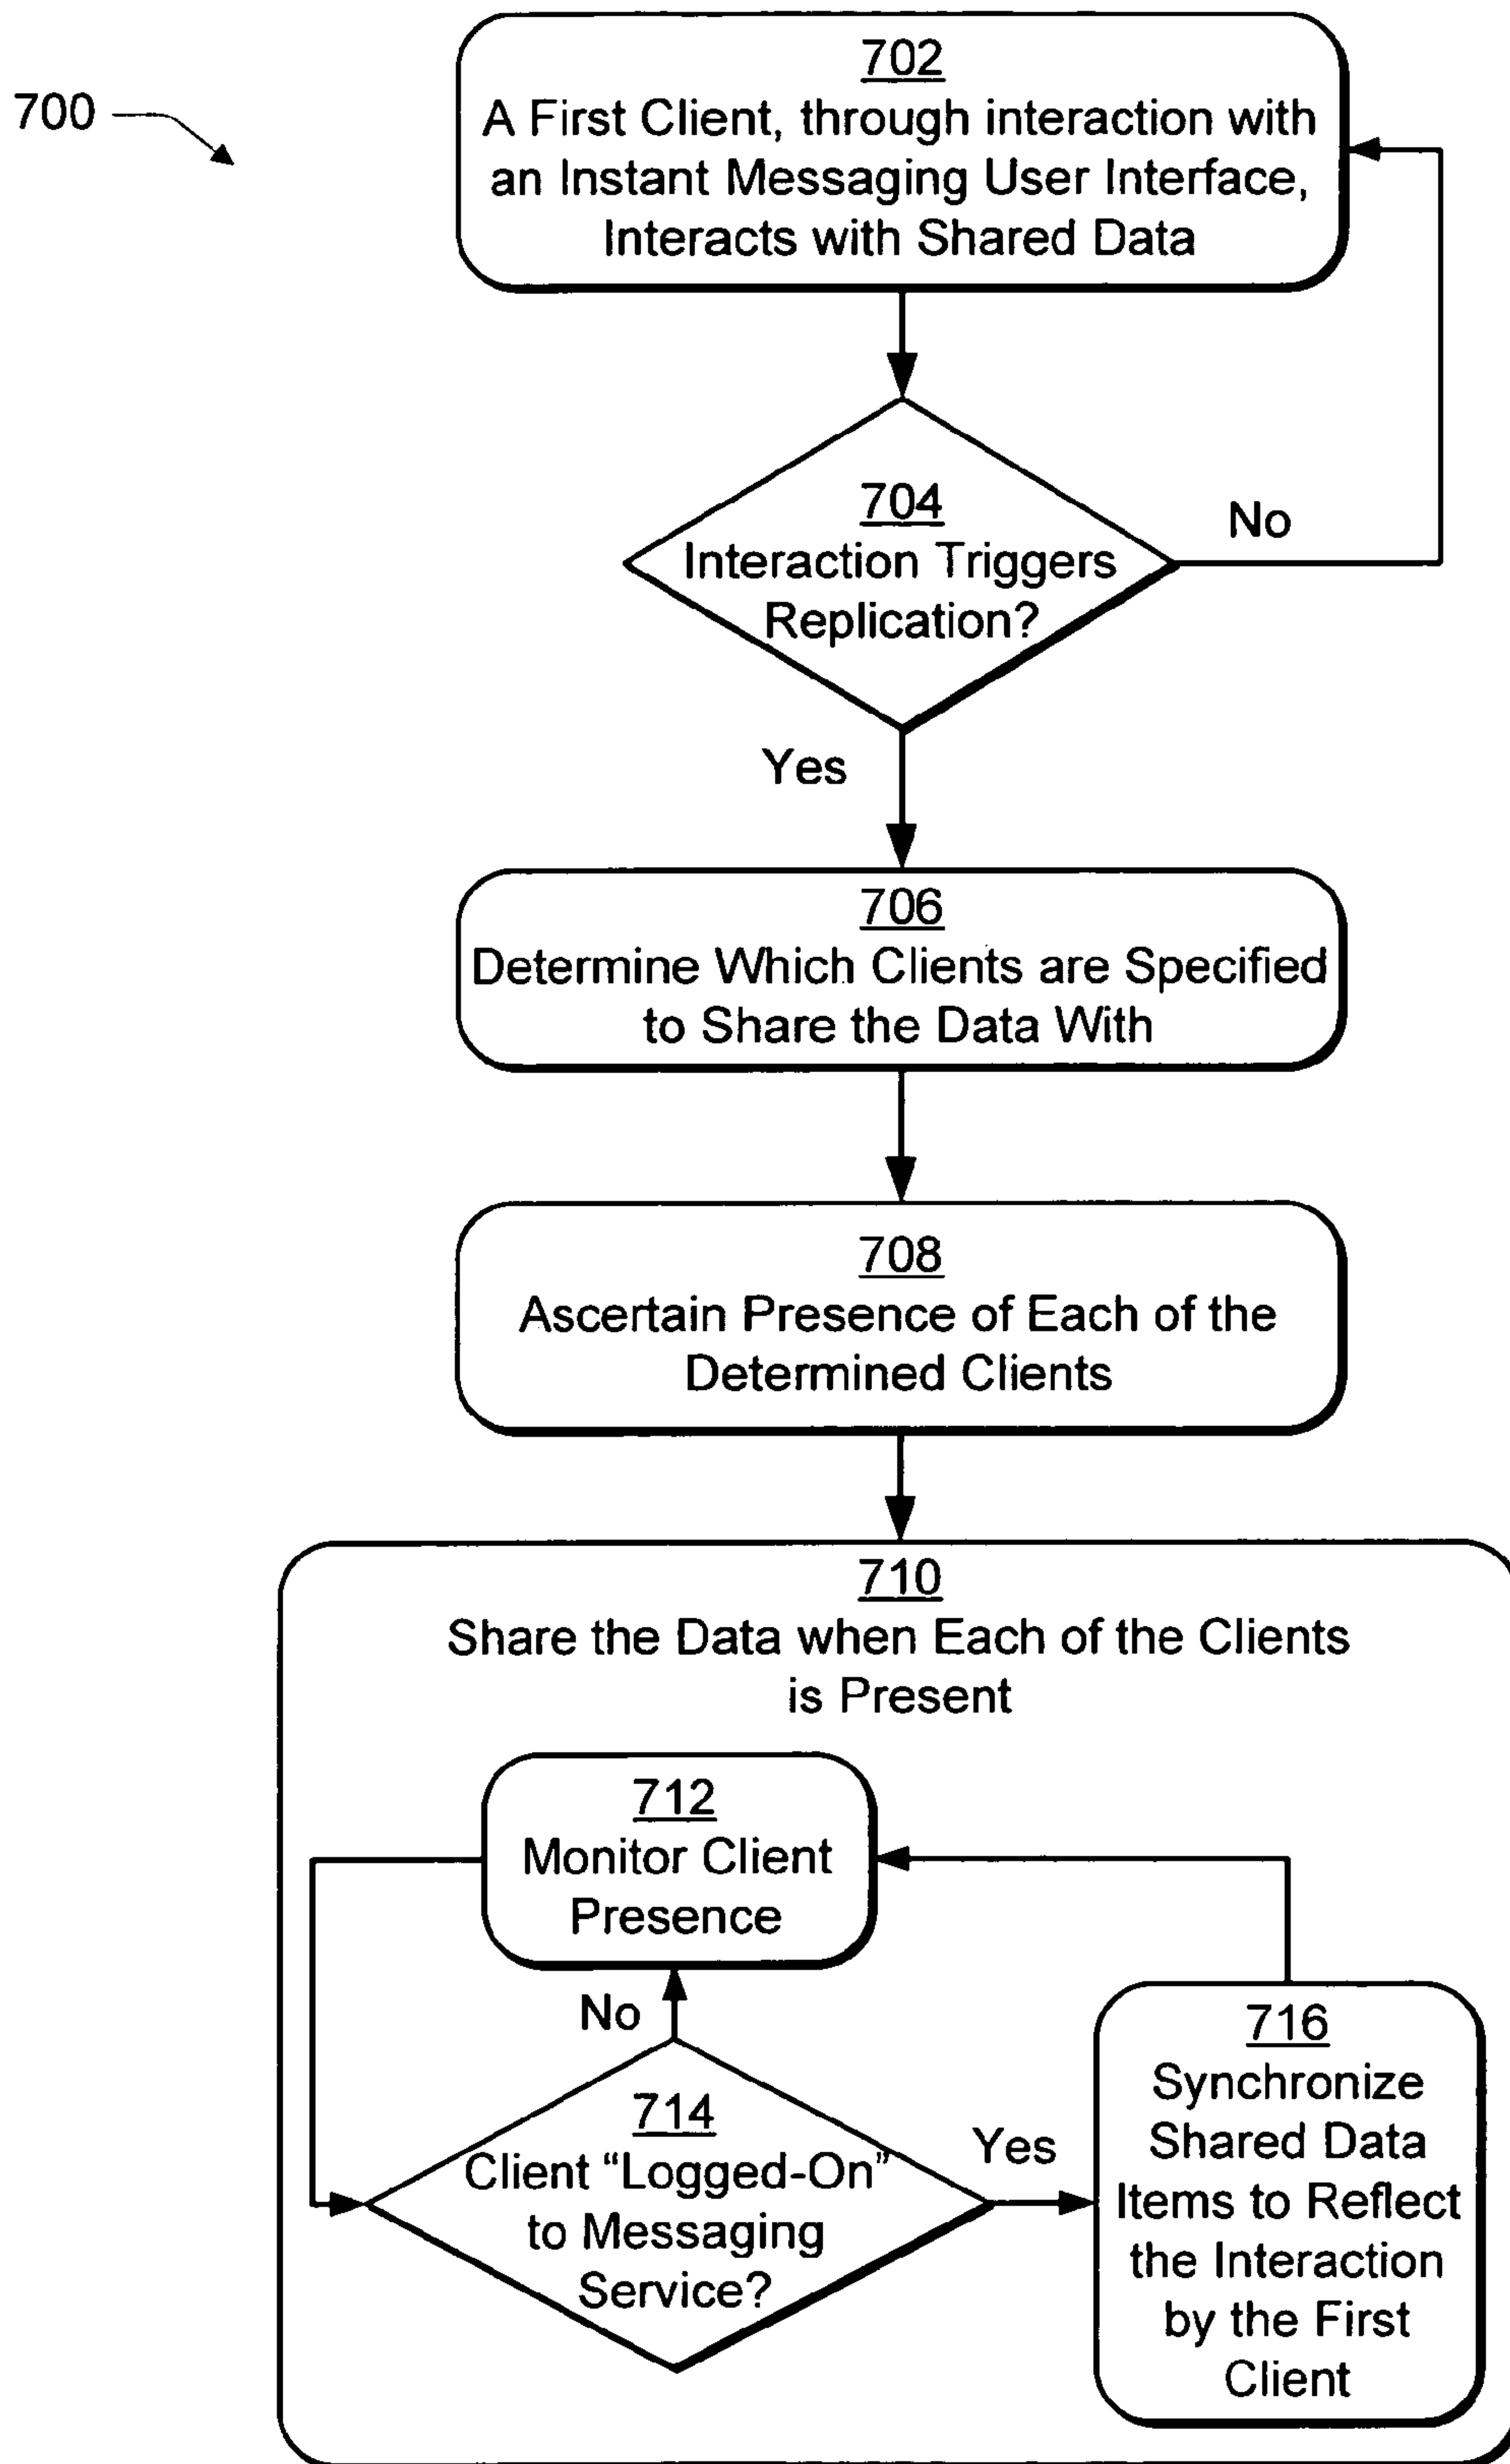 700
702
A First Client, through interaction with
an Instant Messaging User Interface,
Interacts with Shared Data
704
Interaction Triggers
Replication?
No
Yes
706
Determine Which Clients are Specified
to Share the Data With
708
Ascertain Presence of Each of the
Determined Clients
710
Share the Data when Each of the Clients
is Present
712
Monitor Client
Presence
No
714
Client “Logged-On”
to Messaging
Service?
Yes
716
Synchronize
Shared Data
Items to Reflect
the Interaction
by the First
Client